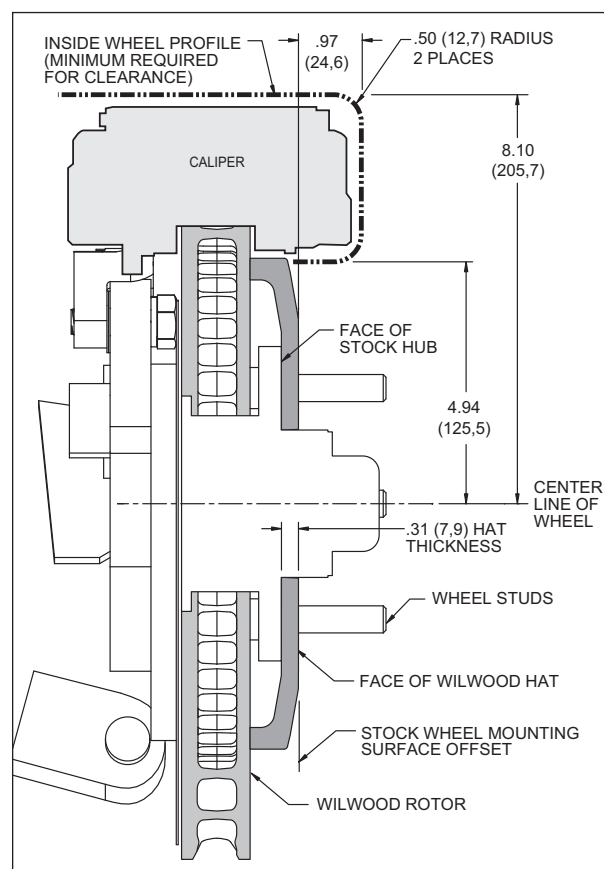 INSIDE WHEEL PROFILE
(MINIMUM REQUIRED
FOR CLEARANCE)
.97
(24,6)
.50 (12,7) RADIUS
2 PLACES
8.10
(205,7)
CALIPER
FACE OF
STOCK HUB
4.94
(125,5)
CENTER
LINE OF
WHEEL
.31 (7,9) HAT
THICKNESS
WHEEL STUDS
FACE OF WILWOOD HAT
STOCK WHEEL MOUNTING
SURFACE OFFSET
WILWOOD ROTOR